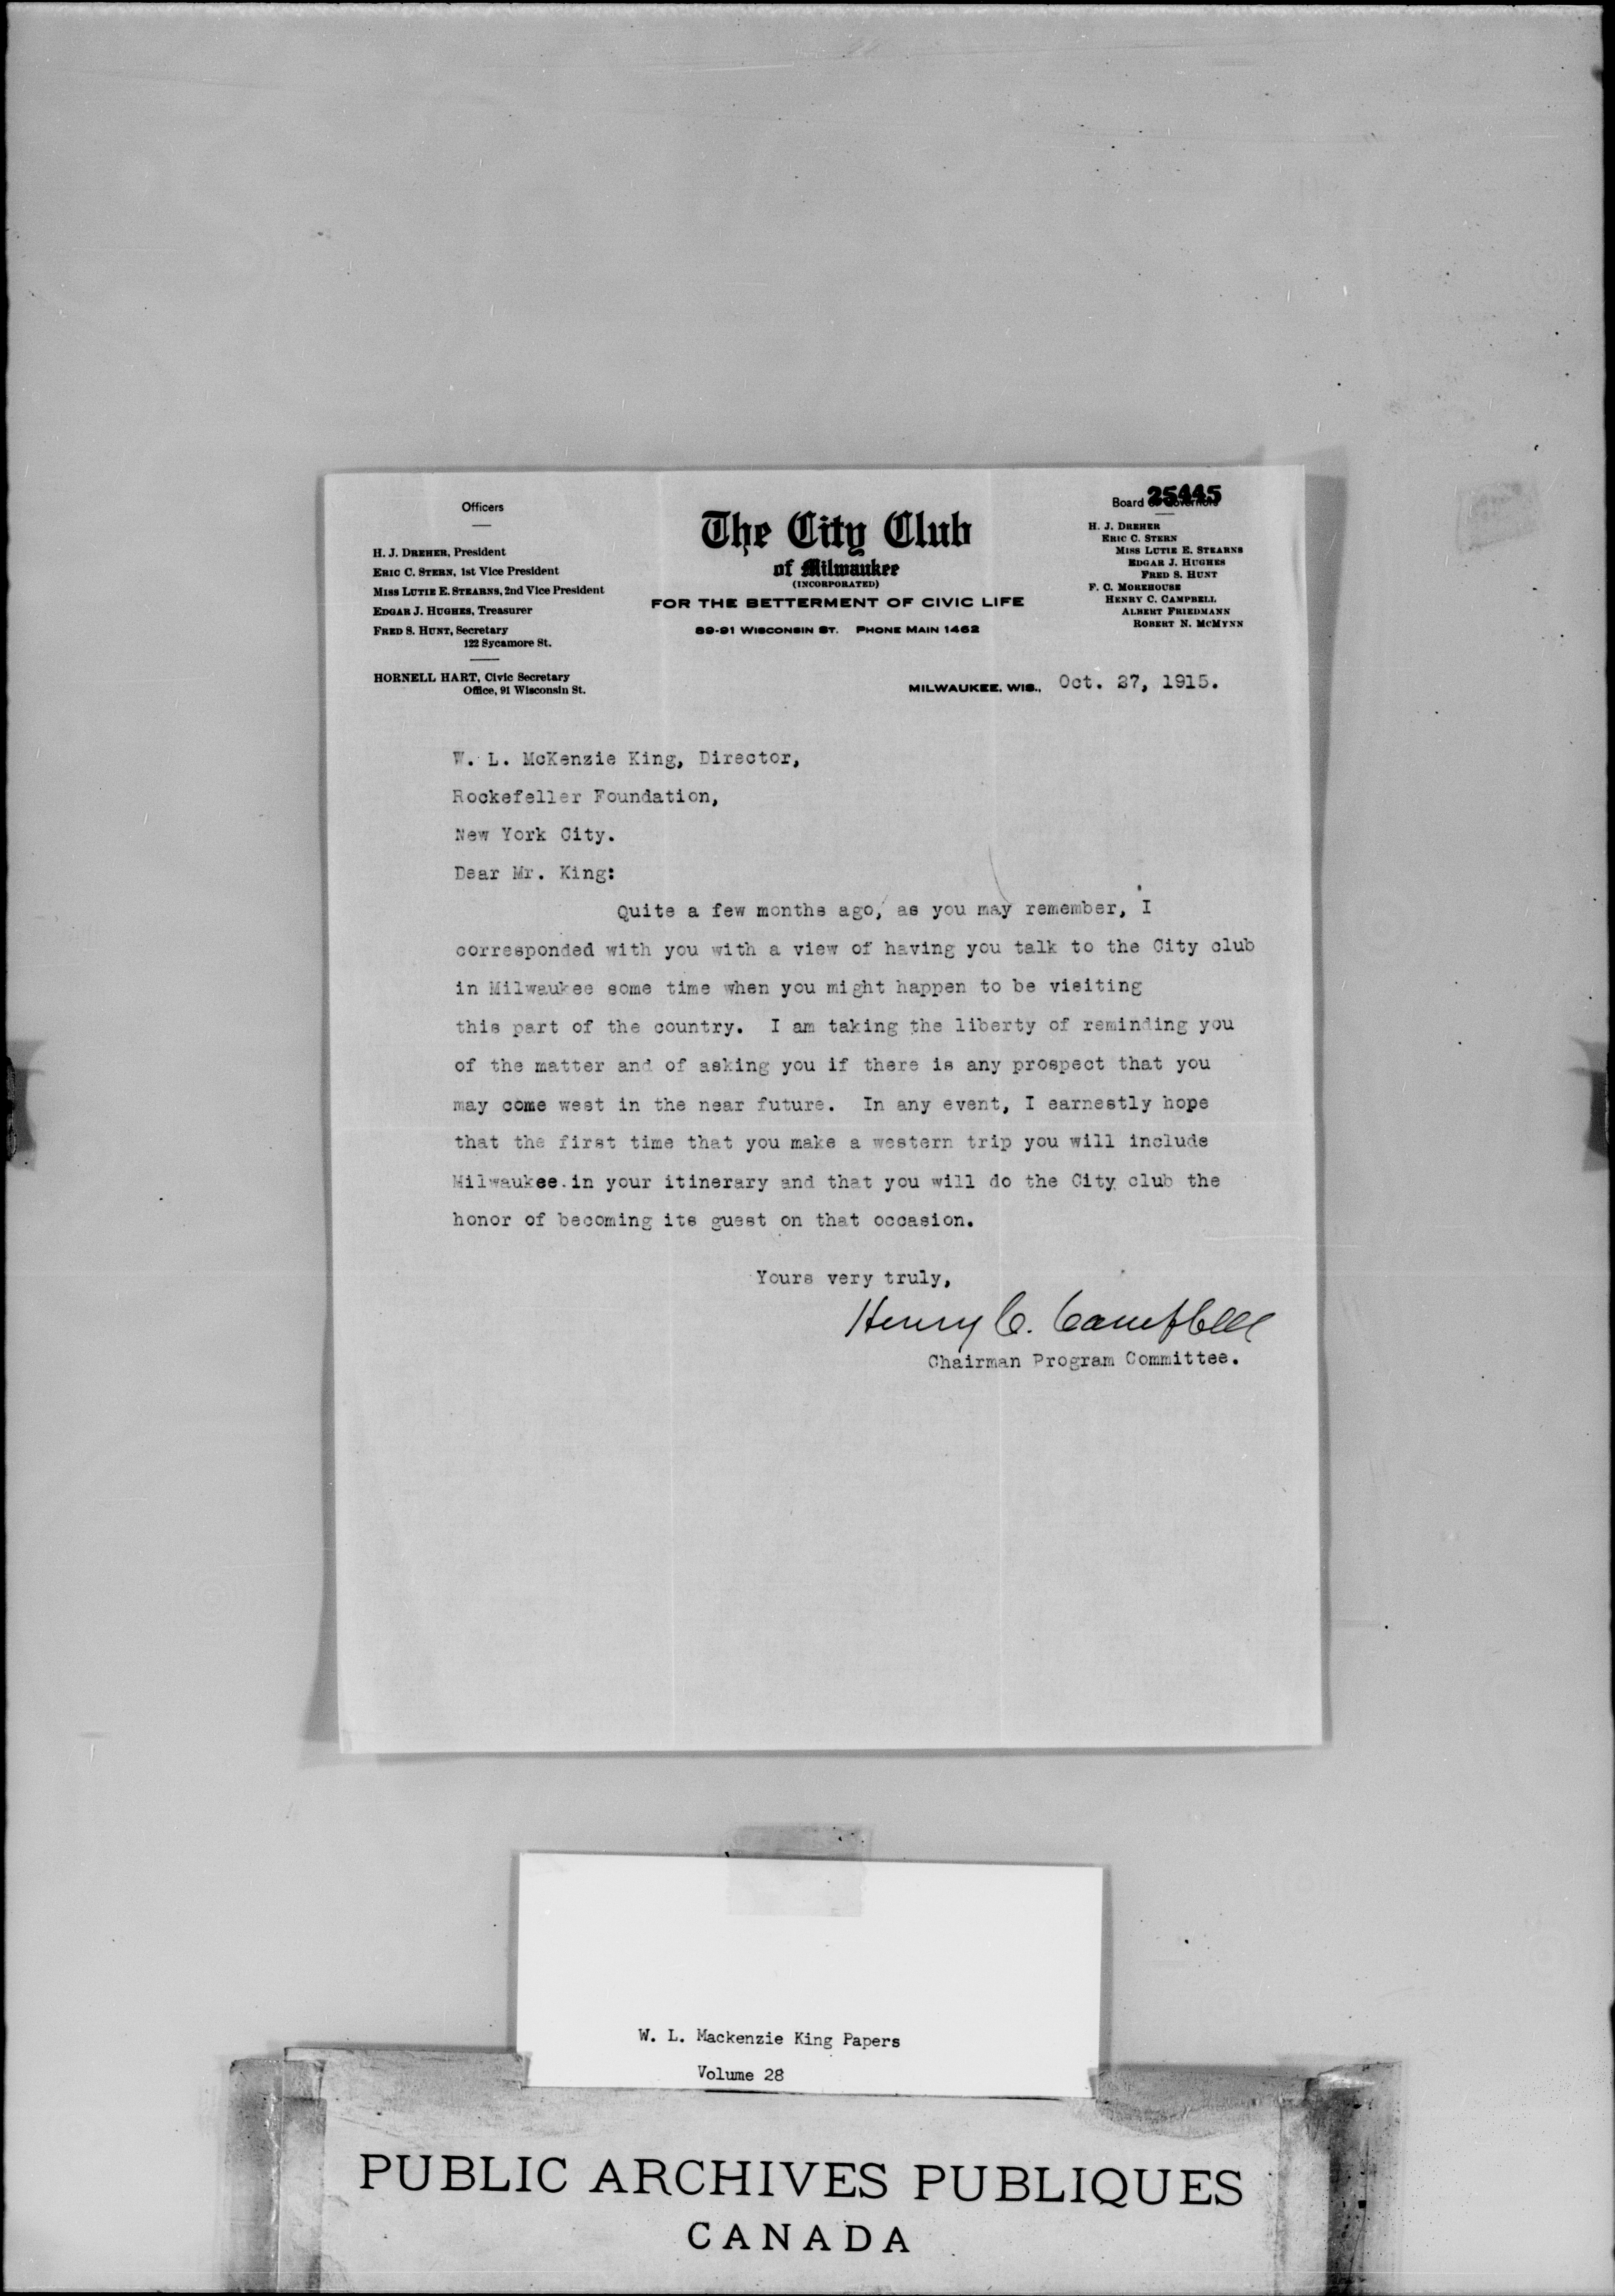 Officers
H. J. DREHER, President
ERIC C. STERN, 1st Vice President
MISS LUTIE E. STEARNS, 2nd Vice President
EDGAR J. HUGHES, Treasurer
FRED S. HUNT, Secretary
122 Sycamore St.
HORNELL HART, Civic Secretary
Office, 91 Wisconsin St.
The City Club
of Milwaukee
(INCORPORATED)
FOR THE BETTERMENT OF CIVIC LIFE
89-91 WISCONSIN ST. PHONE MAIN 1462
25445
Board of Governors
H. J. DREHER
ERIC C. STERN
MISS LUTIE E. STEARNS
EDGAR J. HUGHES
FRED S. HUNT
F. C. MOREHOUSE
HENRY C. CAMPBELL
ALBERT FRIEDMANN
ROBERT N. MCMYNN
MILWAUKEE, WIS., Oct. 27, 1915.
W. L. McKenzie King, Director,
Rockefeller Foundation,
New York City.
Dear Mr. King:
Quite a few months ago, as you may remember, I
corresponded with you with a view of having you talk to the City club
in Milwaukee some time when you might happen to be visiting
this part of the country. I am taking the liberty of reminding you
of the matter and of asking you if there is any prospect that you
may come west in the near future. In any event, I earnestly hope
that the first time that you make a western trip you will include
Milwaukee.in your itinerary and that you will do the City club the
honor of becoming its guest on that occasion.
Yours very truly,
Henry C. Campbell
Chairman Program Committee.
W. L. Mackenzie King Papers
Volume 28
PUBLIC ARCHIVES PUBLIQUES
CANADA